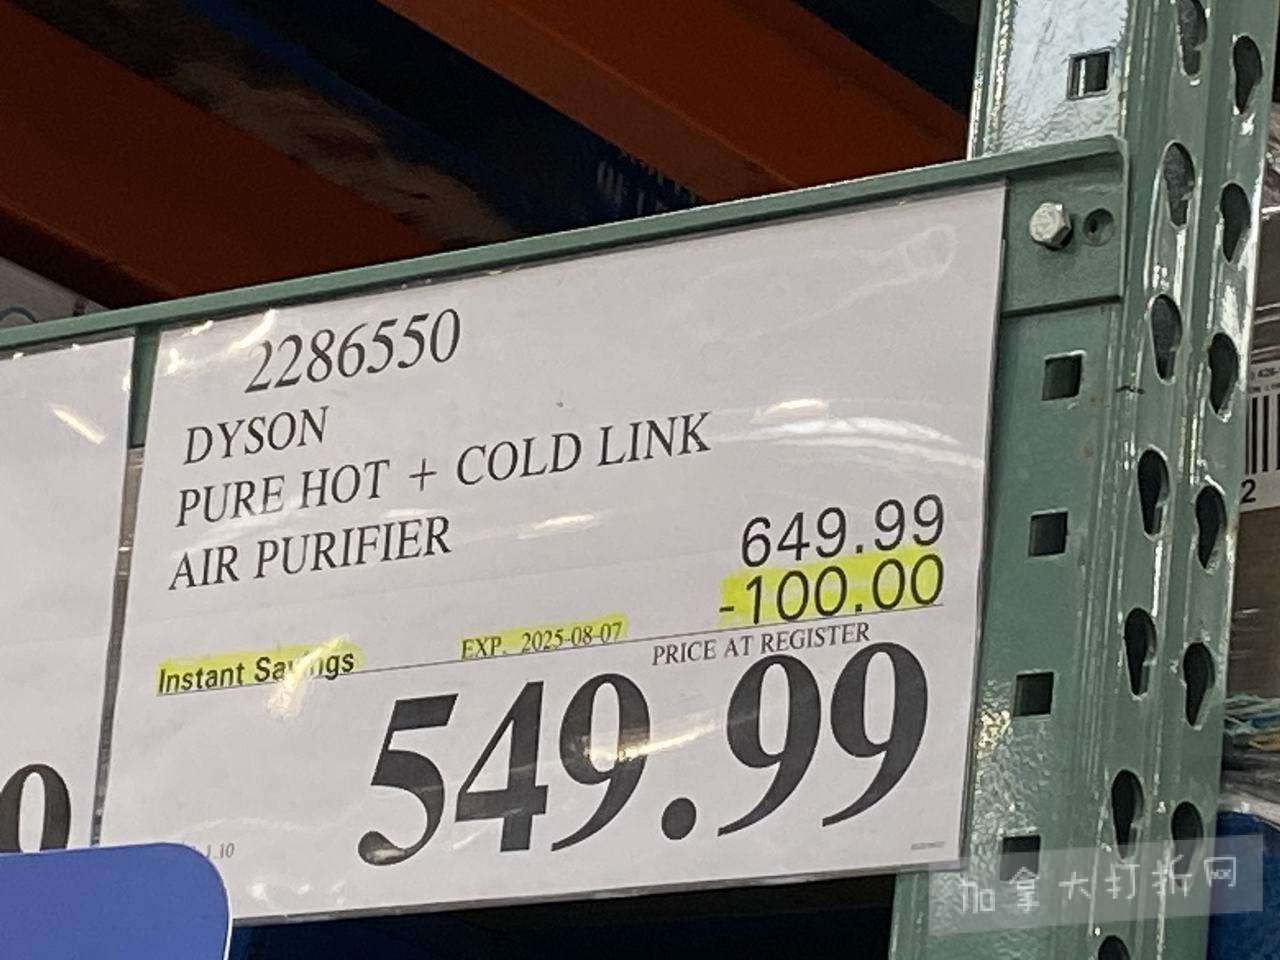 2286550
DYSON
PURE HOT + COLD LINK
AIR PURIFIER
649.99
-100.00
Instant Savings EXP. 2025-08-07 PRICE AT REGISTER
549.99
加拿大打折网